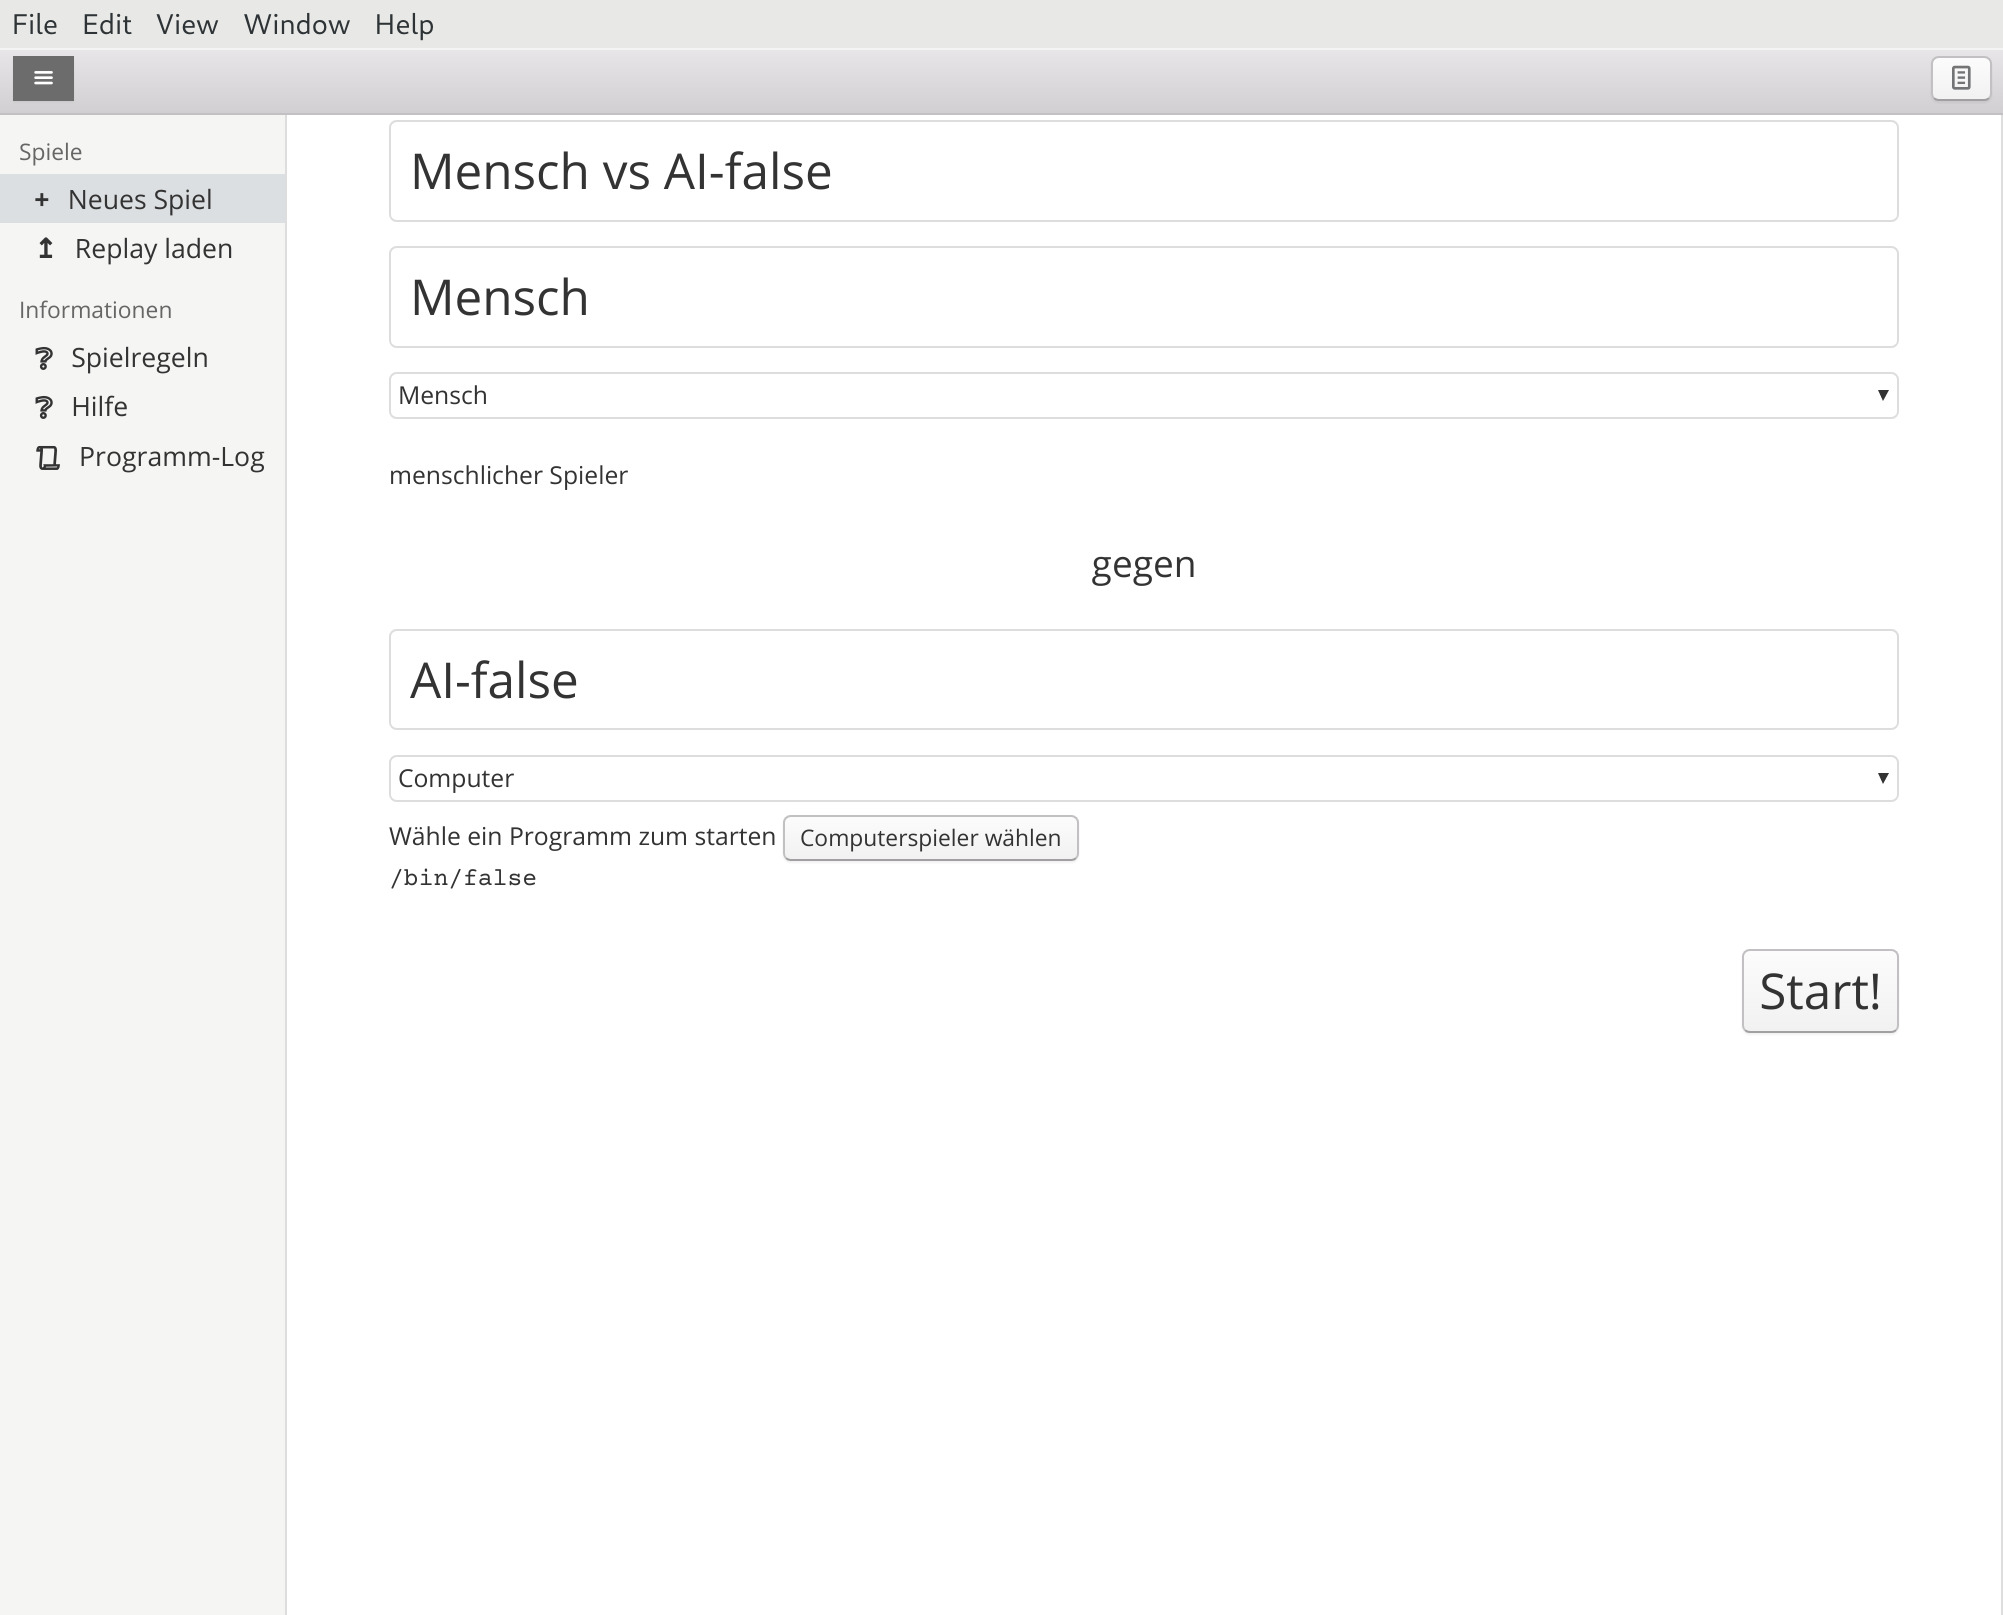 File Edit View Window Help
Spiele
+ Neues Spiel
Replay laden
Informationen
Spielregeln
Hilfe
Programm-Log
Mensch vs AI-false
Mensch
Mensch
menschlicher Spieler
gegen
AI-false
Computer
Wähle ein Programm zum starten Computerspieler wählen
/bin/false
Start!